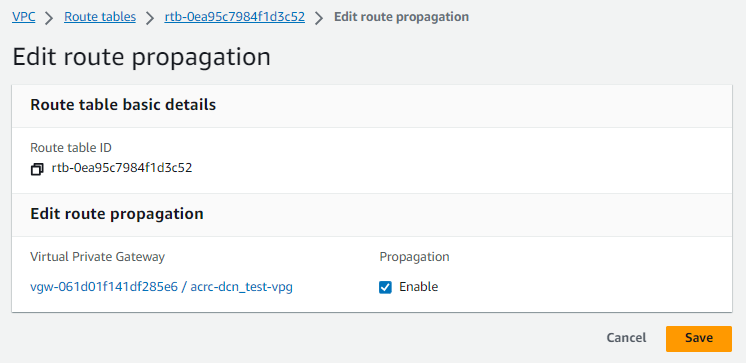 VPC > Route tables > rtb-0ea95c7984f1d3c52 > Edit route propagation
Edit route propagation
Route table basic details
Route table ID
rtb-0ea95c7984f1d3c52
Edit route propagation
Virtual Private Gateway Propagation
vgw-061d01f141df285e6 / acrc-dcn_test-vpg Enable
Cancel Save